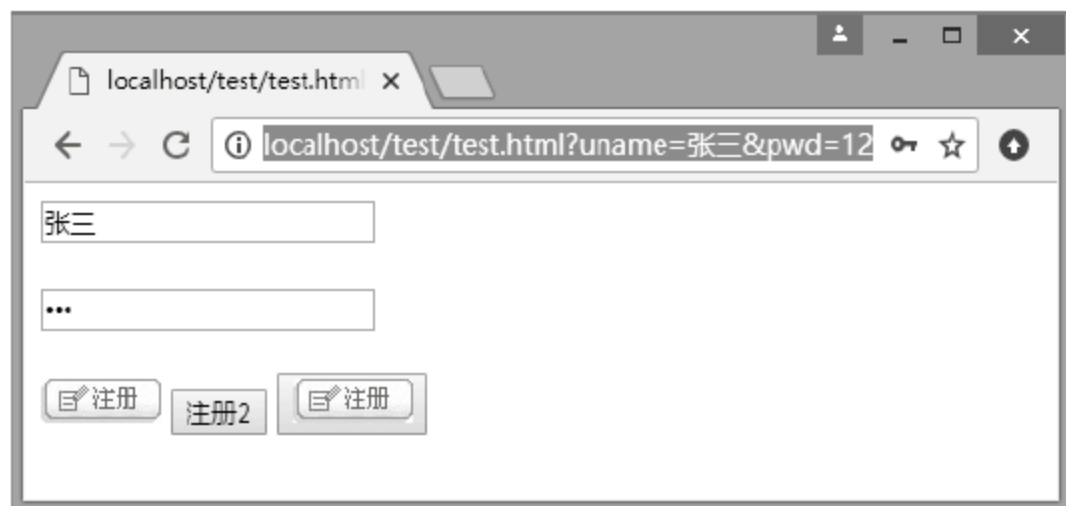 localhost/test/test.html
localhost/test/test.html?uname=张三&pwd=12
张三
•••
注册 注册2 注册